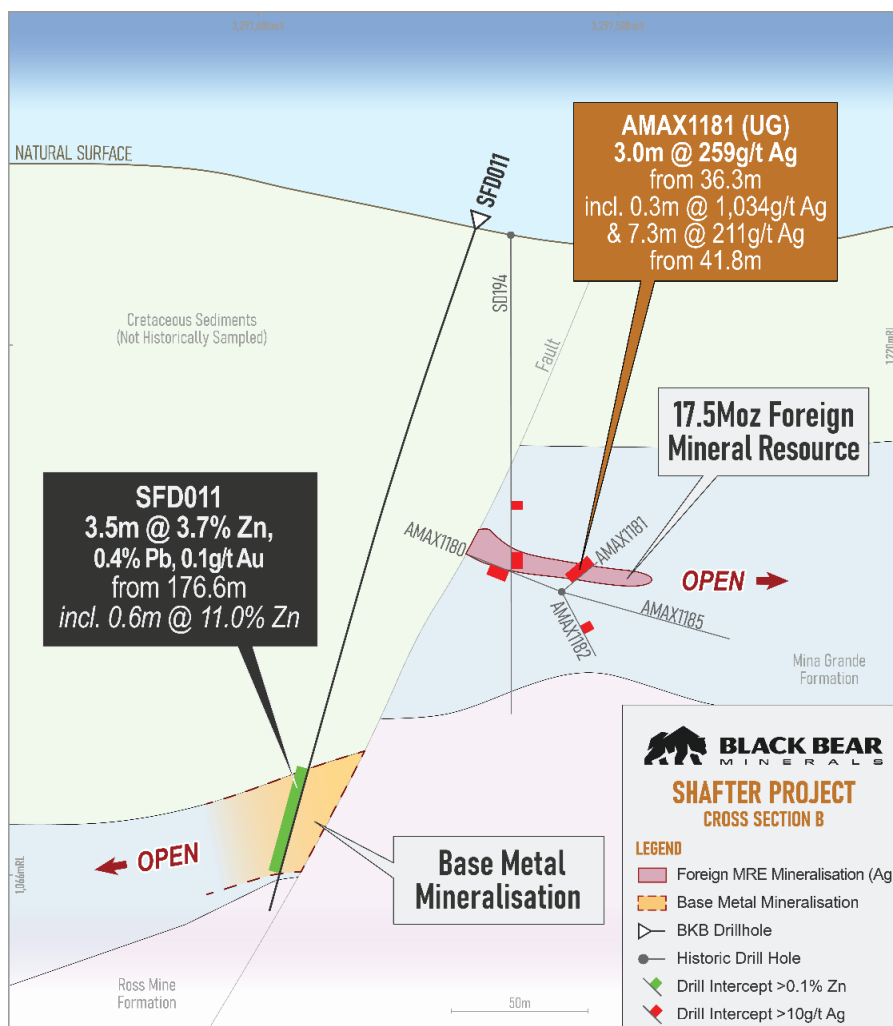 NATURAL SURFACE
SFD011
AMAX1181 (UG)
3.0m @ 259g/t Ag
from 36.3m
incl. 0.3m @ 1,034g/t Ag
& 7.3m @ 211g/t Ag
from 41.8m
SD194
Cretaceous Sediments
(Not Historically Sampled)
Fault
1,220mRL
17.5Moz Foreign
Mineral Resource
SFD011
3.5m @ 3.7% Zn,
0.4% Pb, 0.1g/t Au
from 176.6m
incl. 0.6m @ 11.0% Zn
AMAX1180
AMAX1181
OPEN
AMAX1185
AMAX1182
Mina Grande
Formation
OPEN
1,066mRL
Base Metal
Mineralisation
Ross Mine
Formation
50m
BLACK BEAR
MINERALS
SHAFTER PROJECT
CROSS SECTION B
LEGEND
Foreign MRE Mineralisation (Ag
Base Metal Mineralisation
BKB Drillhole
Historic Drill Hole
Drill Intercept >0.1% Zn
Drill Intercept >10g/t Ag